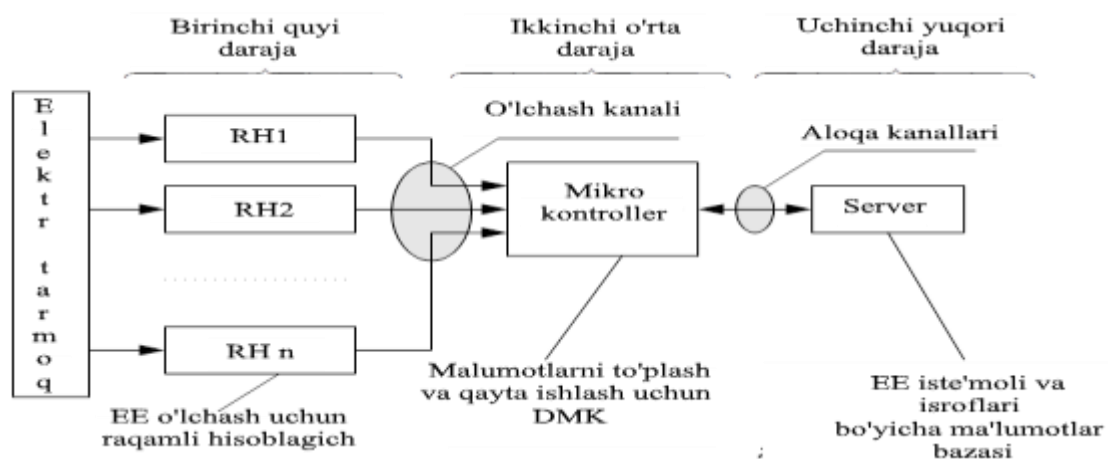 Birinchi quyi
daraja
Ikkinchi o'rta
daraja
Uchinchi yuqori
daraja
Elektr tarmoq
RH1
RH2
RH n
O'lchash kanali
Mikro
kontroller
Aloqa kanallari
Server
EE o'lchash uchun
raqamli hisoblagich
Malumotlarni to'plash
va qayta ishlash uchun
DMK
EE iste'moli va
isroflari
bo'yicha ma'lumotlar
bazasi
;